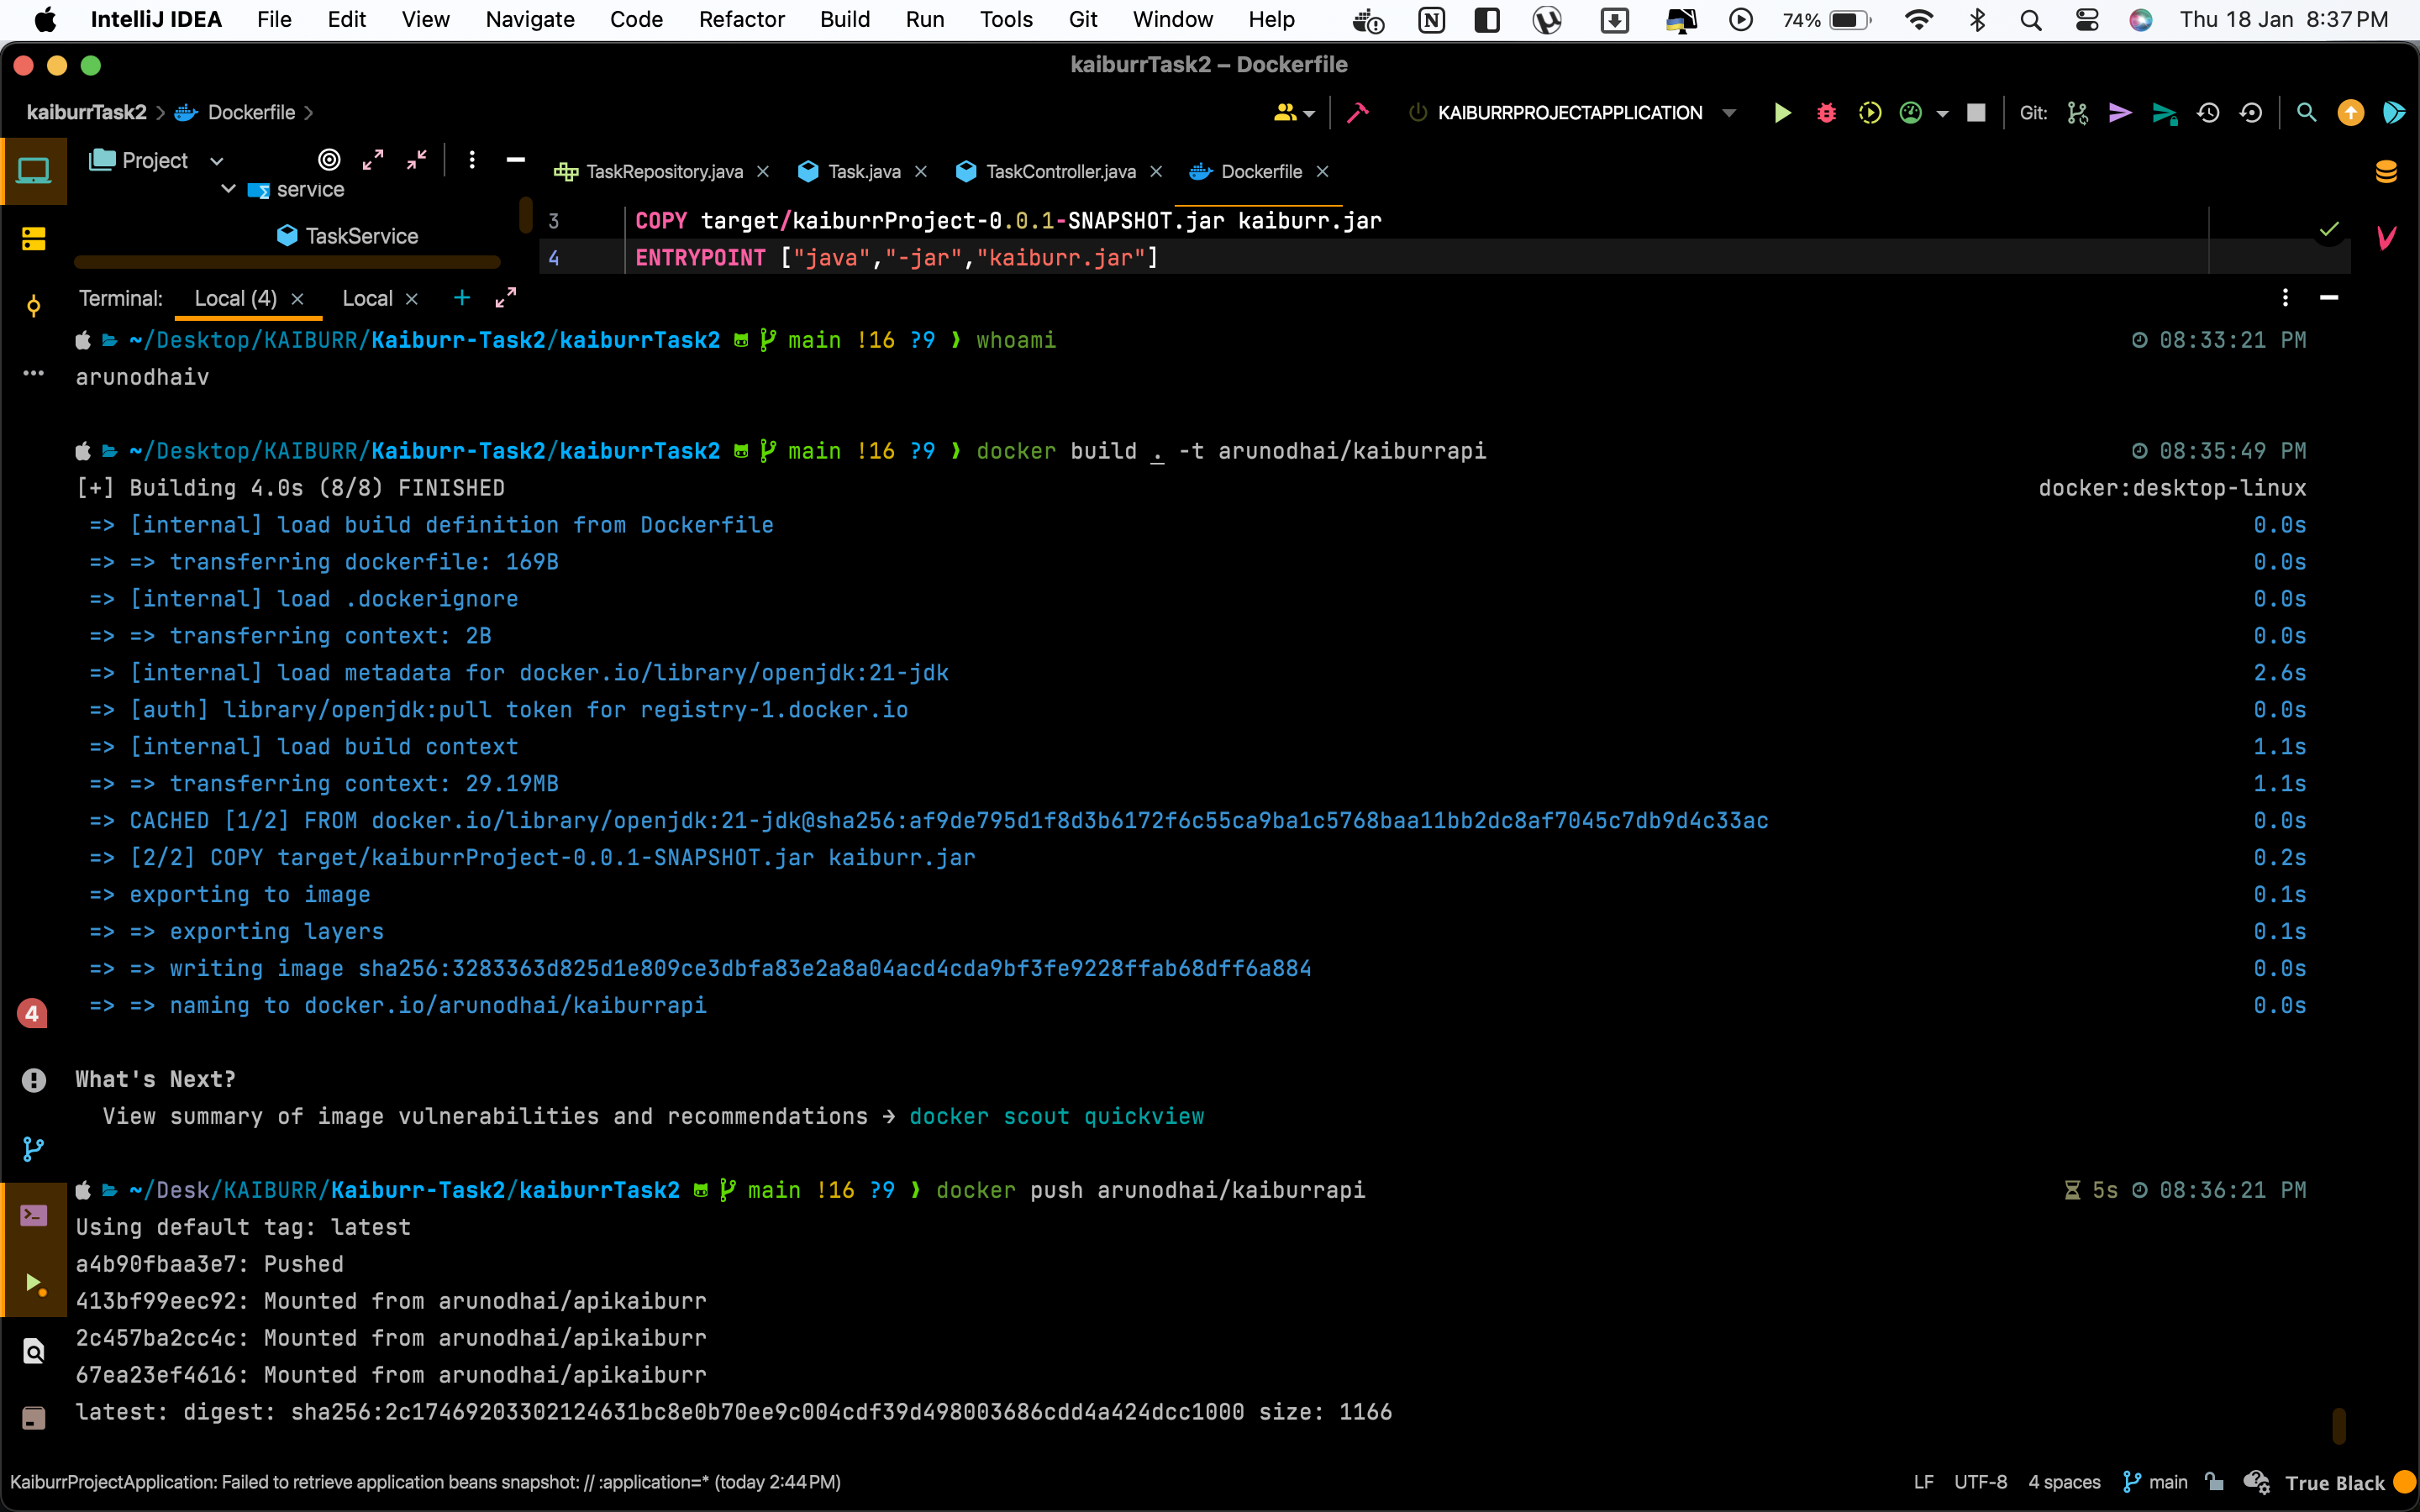 IntelliJ IDEA File Edit View Navigate Code Refactor Build Run Tools Git Window Help 74% Thu 18 Jan 8:37 PM
kaiburrTask2 – Dockerfile
kaiburrTask2 Dockerfile KAIBURRPROJECTAPPLICATION Git:
Project
TaskRepository.java Task.java TaskController.java Dockerfile
service
TaskService
3 COPY target/kaiburrProject-0.0.1-SNAPSHOT.jar kaiburr.jar
4 ENTRYPOINT ["java","-jar","kaiburr.jar"]
Terminal: Local (4) Local
~/Desktop/KAIBURR/Kaiburr-Task2/kaiburrTask2 main !16 ?9 ❯ whoami 08:33:21 PM
arunodhaiv
~/Desktop/KAIBURR/Kaiburr-Task2/kaiburrTask2 main !16 ?9 ❯ docker build . -t arunodhai/kaiburrapi 08:35:49 PM
[+] Building 4.0s (8/8) FINISHED docker:desktop-linux
=> [internal] load build definition from Dockerfile 0.0s
=> => transferring dockerfile: 169B 0.0s
=> [internal] load .dockerignore 0.0s
=> => transferring context: 2B 0.0s
=> [internal] load metadata for docker.io/library/openjdk:21-jdk 2.6s
=> [auth] library/openjdk:pull token for registry-1.docker.io 0.0s
=> [internal] load build context 1.1s
=> => transferring context: 29.19MB 1.1s
=> CACHED [1/2] FROM docker.io/library/openjdk:21-jdk@sha256:af9de795d1f8d3b6172f6c55ca9ba1c5768baa11bb2dc8af7045c7db9d4c33ac 0.0s
=> [2/2] COPY target/kaiburrProject-0.0.1-SNAPSHOT.jar kaiburr.jar 0.2s
=> exporting to image 0.1s
=> => exporting layers 0.1s
=> => writing image sha256:3283363d825d1e809ce3dbfa83e2a8a04acd4cda9bf3fe9228ffab68dff6a884 0.0s
=> => naming to docker.io/arunodhai/kaiburrapi 0.0s
4
What's Next?
View summary of image vulnerabilities and recommendations → docker scout quickview
~/Desk/KAIBURR/Kaiburr-Task2/kaiburrTask2 main !16 ?9 ❯ docker push arunodhai/kaiburrapi 5s 08:36:21 PM
Using default tag: latest
a4b90fbaa3e7: Pushed
413bf99eec92: Mounted from arunodhai/apikaiburr
2c457ba2cc4c: Mounted from arunodhai/apikaiburr
67ea23ef4616: Mounted from arunodhai/apikaiburr
latest: digest: sha256:2c17469203302124631bc8e0b70ee9c004cdf39d498003686cdd4a424dcc1000 size: 1166
KaiburrProjectApplication: Failed to retrieve application beans snapshot: // :application=* (today 2:44 PM) LF UTF-8 4 spaces main True Black